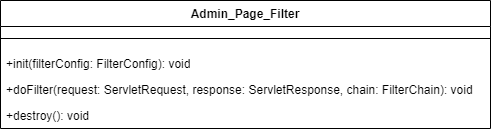 Admin_Page_Filter
+init(filterConfig: FilterConfig): void
+doFilter(request: ServletRequest, response: ServletResponse, chain: FilterChain): void
+destroy(): void